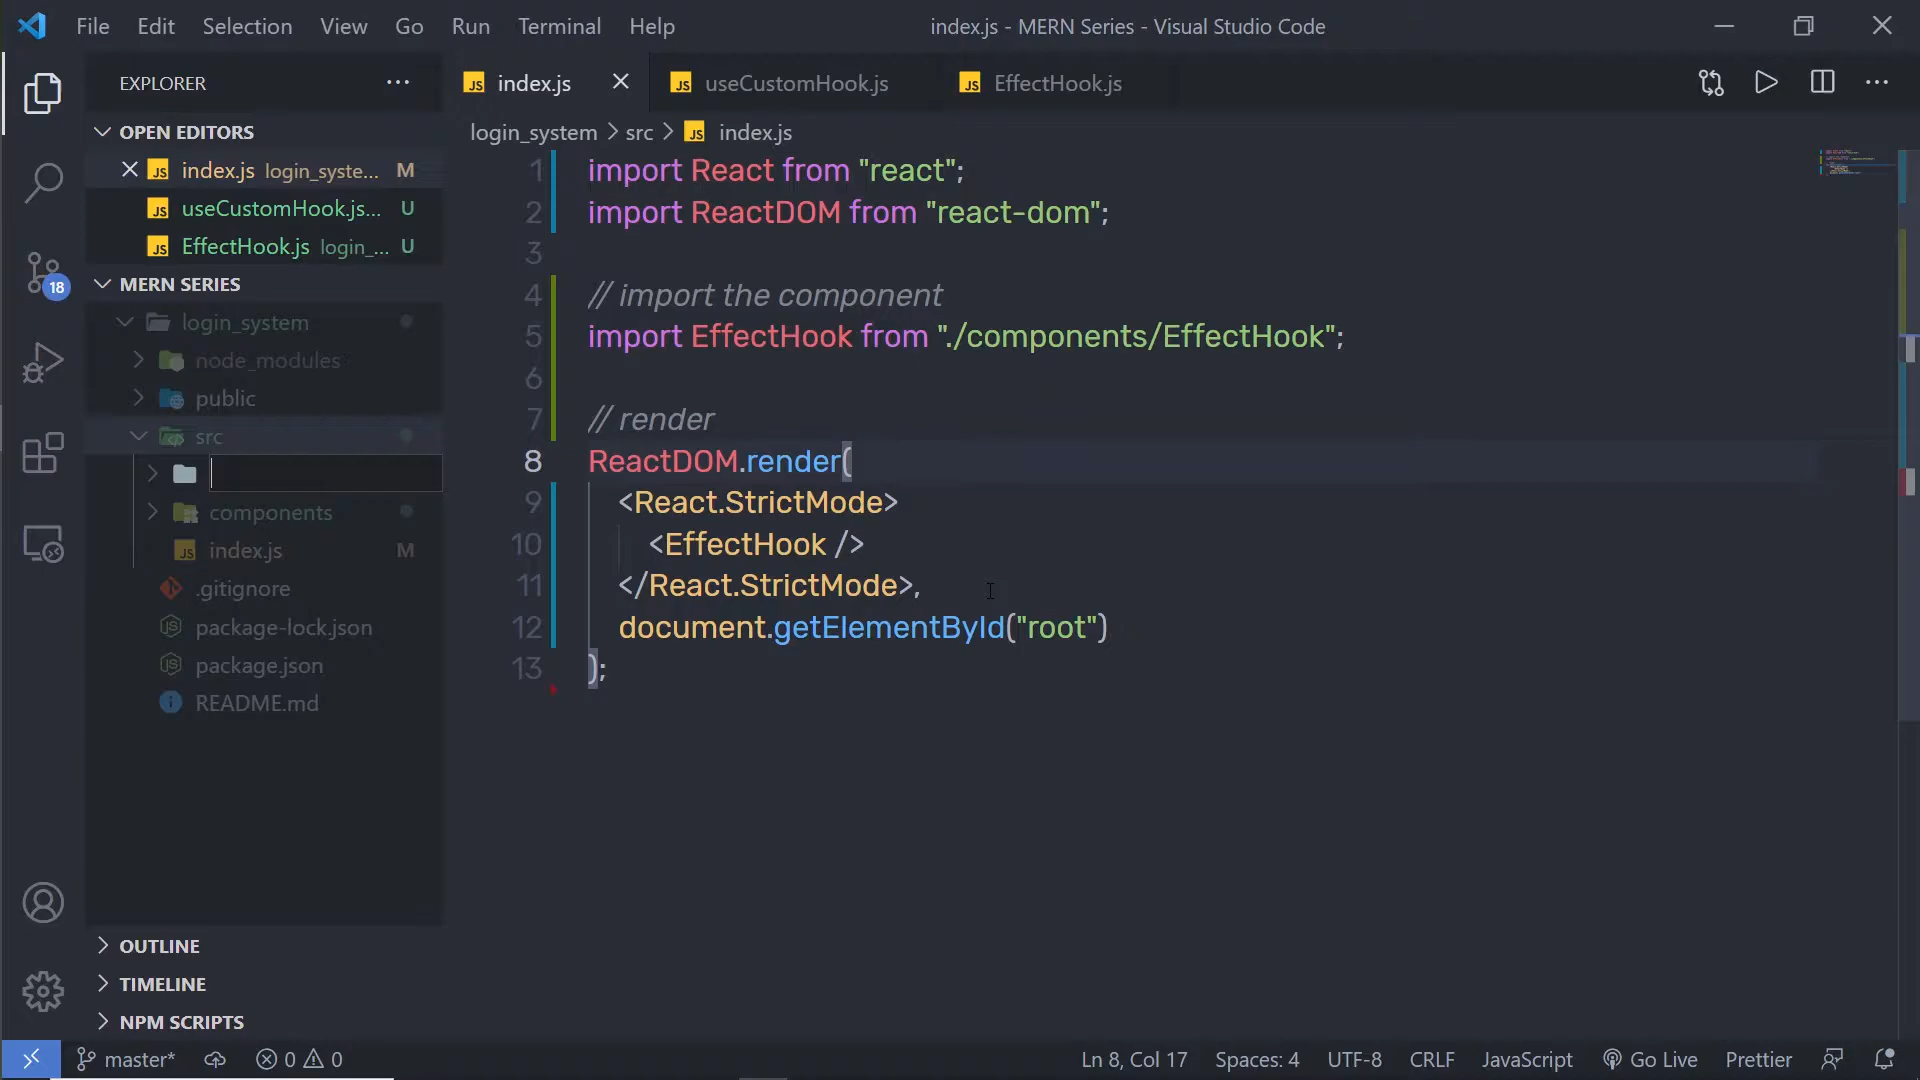 File Edit Selection View Go Run Terminal Help index.js - MERN Series - Visual Studio Code
EXPLORER
OPEN EDITORS
index.js login_syste... M
useCustomHook.js... U
EffectHook.js login_... U
MERN SERIES
login_system
node_modules
public
src
components
index.js M
.gitignore
package-lock.json
package.json
README.md
OUTLINE
TIMELINE
NPM SCRIPTS
18
JS index.js JS useCustomHook.js JS EffectHook.js
login_system > src > JS index.js
1 import React from "react";
2 import ReactDOM from "react-dom";
3
4 // import the component
5 import EffectHook from "./components/EffectHook";
6
7 // render
8 ReactDOM.render(
9 <React.StrictMode>
10 <EffectHook />
11 </React.StrictMode>,
12 document.getElementById("root")
13 );
master* 0 0 Ln 8, Col 17 Spaces: 4 UTF-8 CRLF JavaScript Go Live Prettier